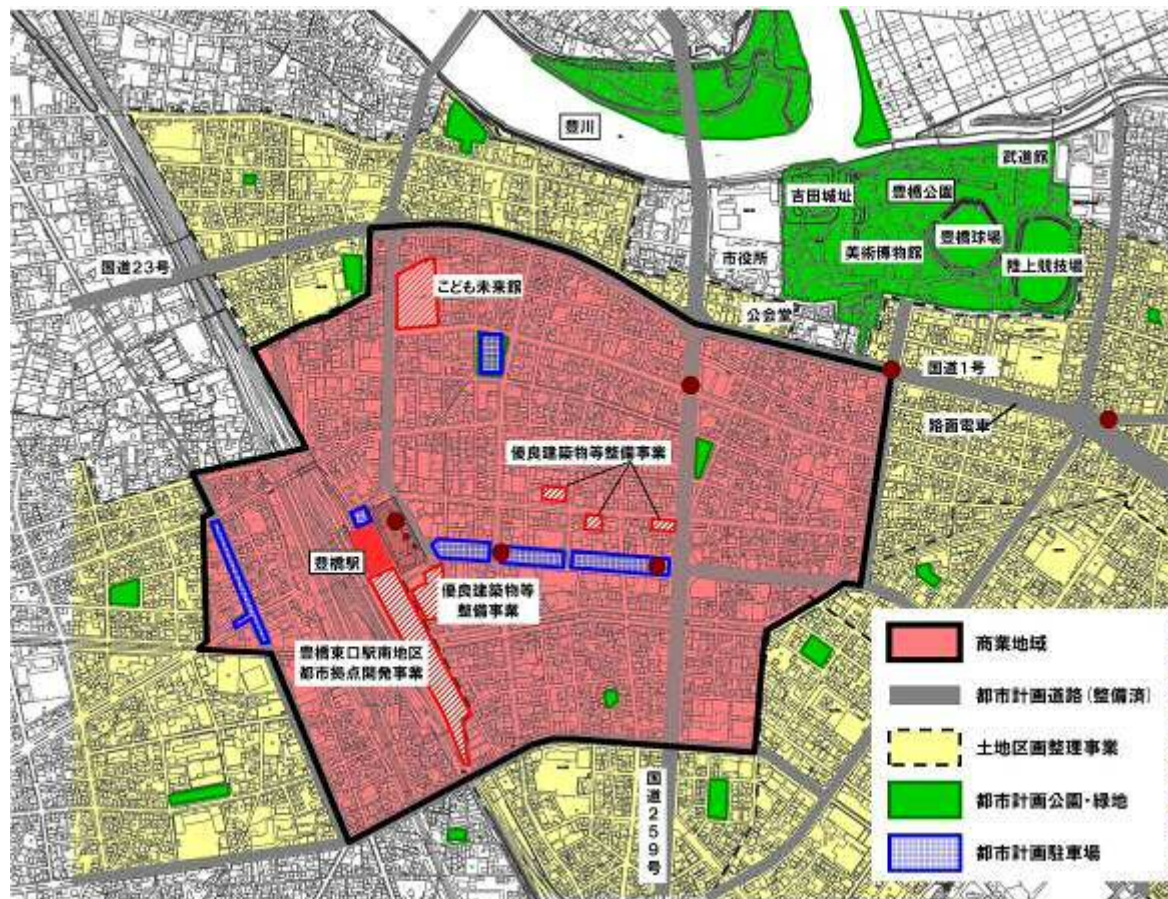 豊川
武道館
吉田城址
豊橋公園
豊橋球場
美術博物館
陸上競技場
市役所
国道23号
こども未来館
公会堂
国道1号
路面電車
優良建築物等整備事業
豊橋駅
優良建築物等
整備事業
豊橋東口駅南地区
都市拠点開発事業
国道259号
商業地域
都市計画道路(整備済)
土地区画整理事業
都市計画公園・緑地
都市計画駐車場